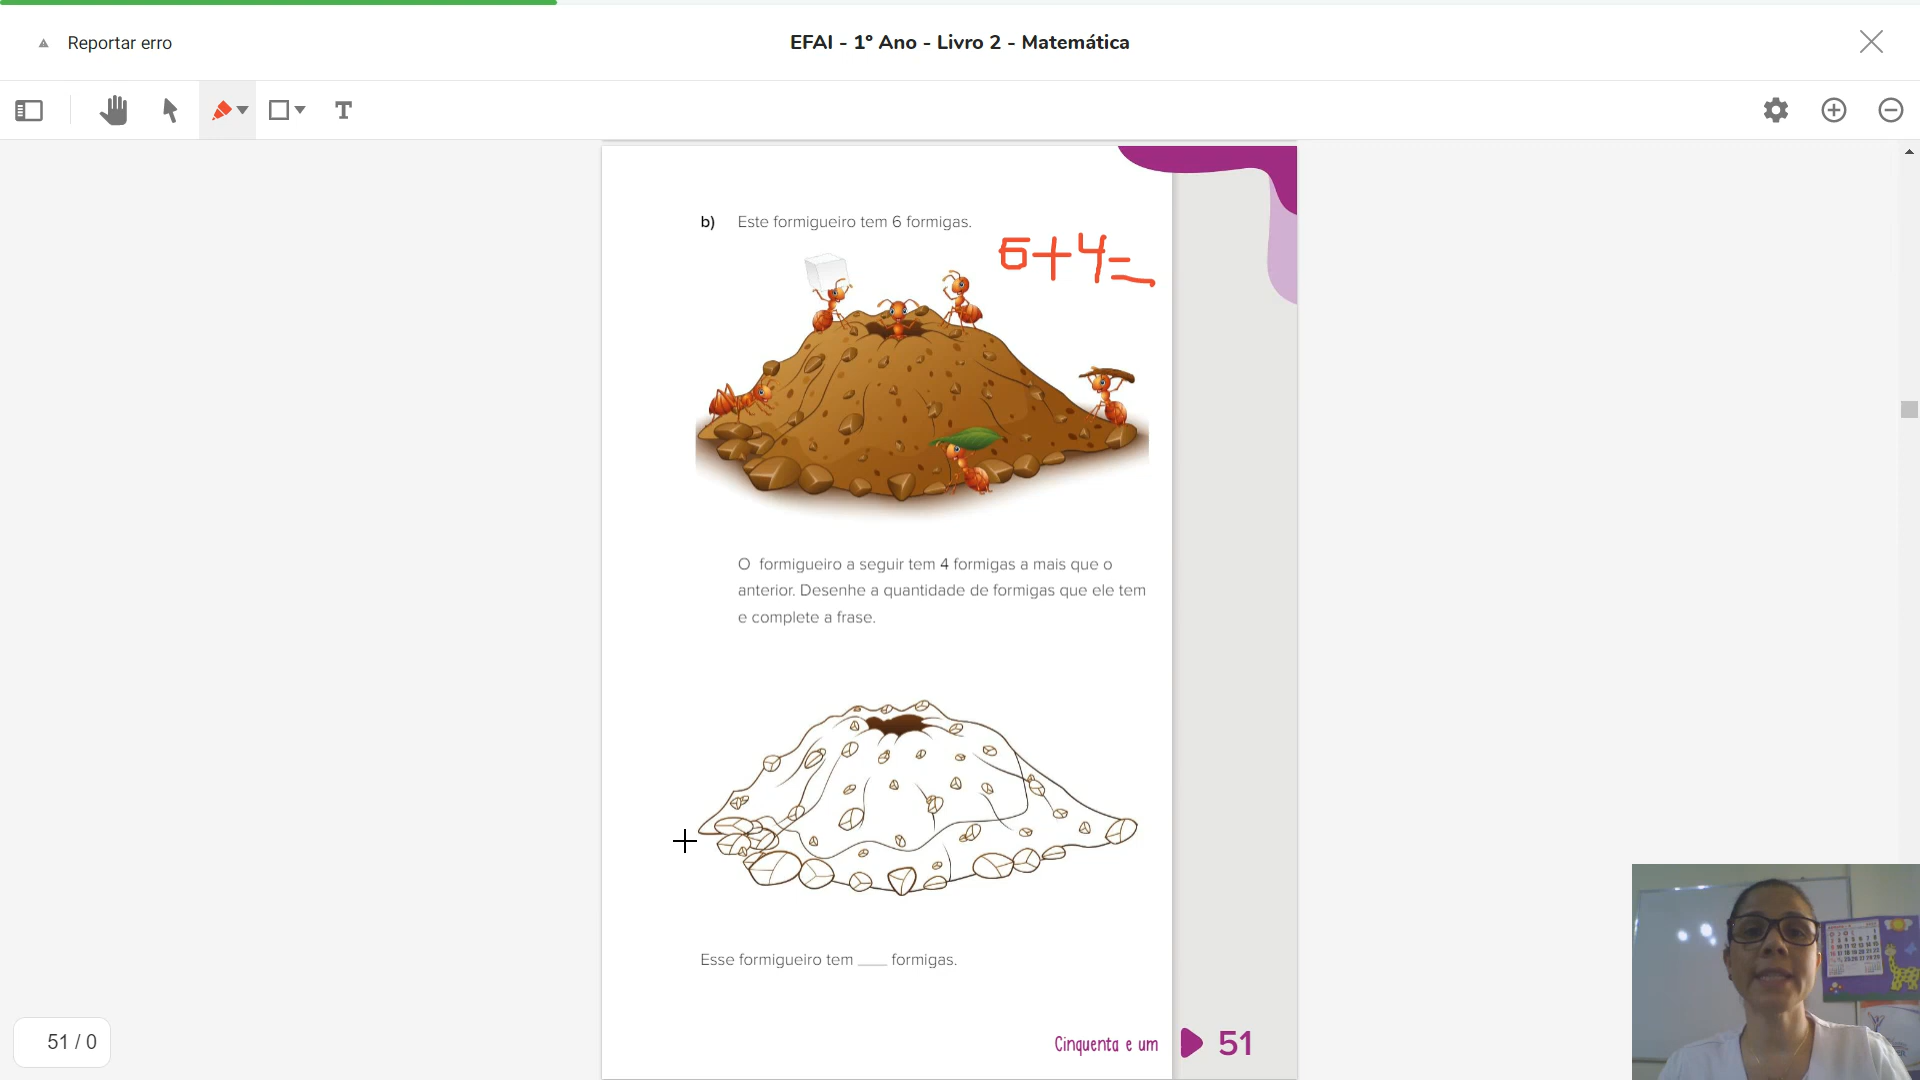 Reportar erro
EFAI - 1º Ano - Livro 2 - Matemática
T
b) Este formigueiro tem 6 formigas.
6+4=_
O formigueiro a seguir tem 4 formigas a mais que o
anterior. Desenhe a quantidade de formigas que ele tem
e complete a frase.
Esse formigueiro tem ___ formigas.
Cinquenta e um
51
51 / 0